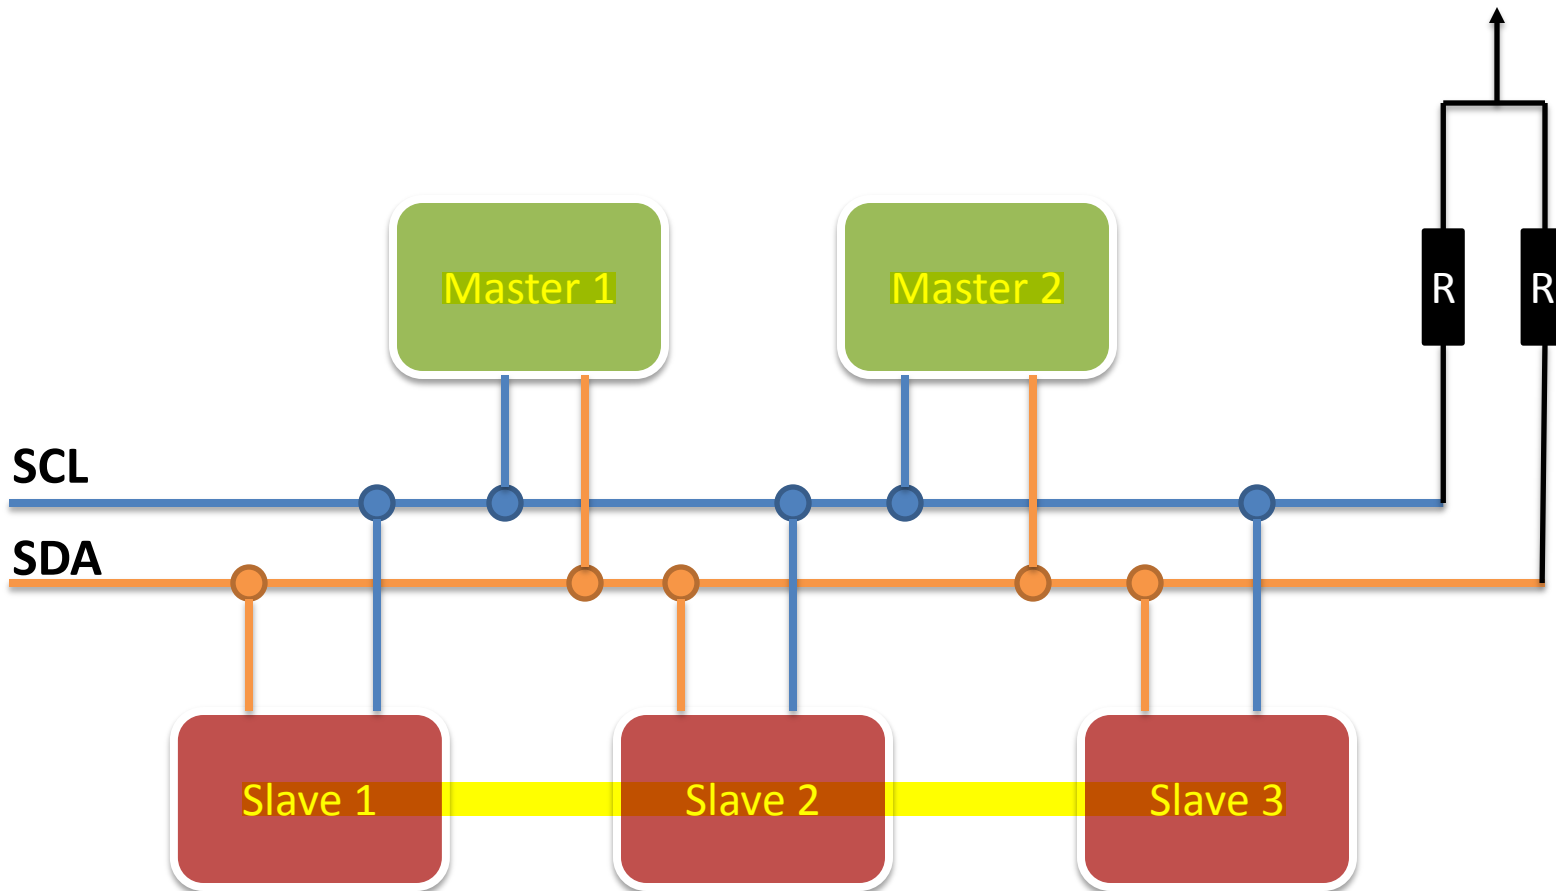 Master 1
Master 2
R
R
SCL
SDA
Slave 1
Slave 2
Slave 3